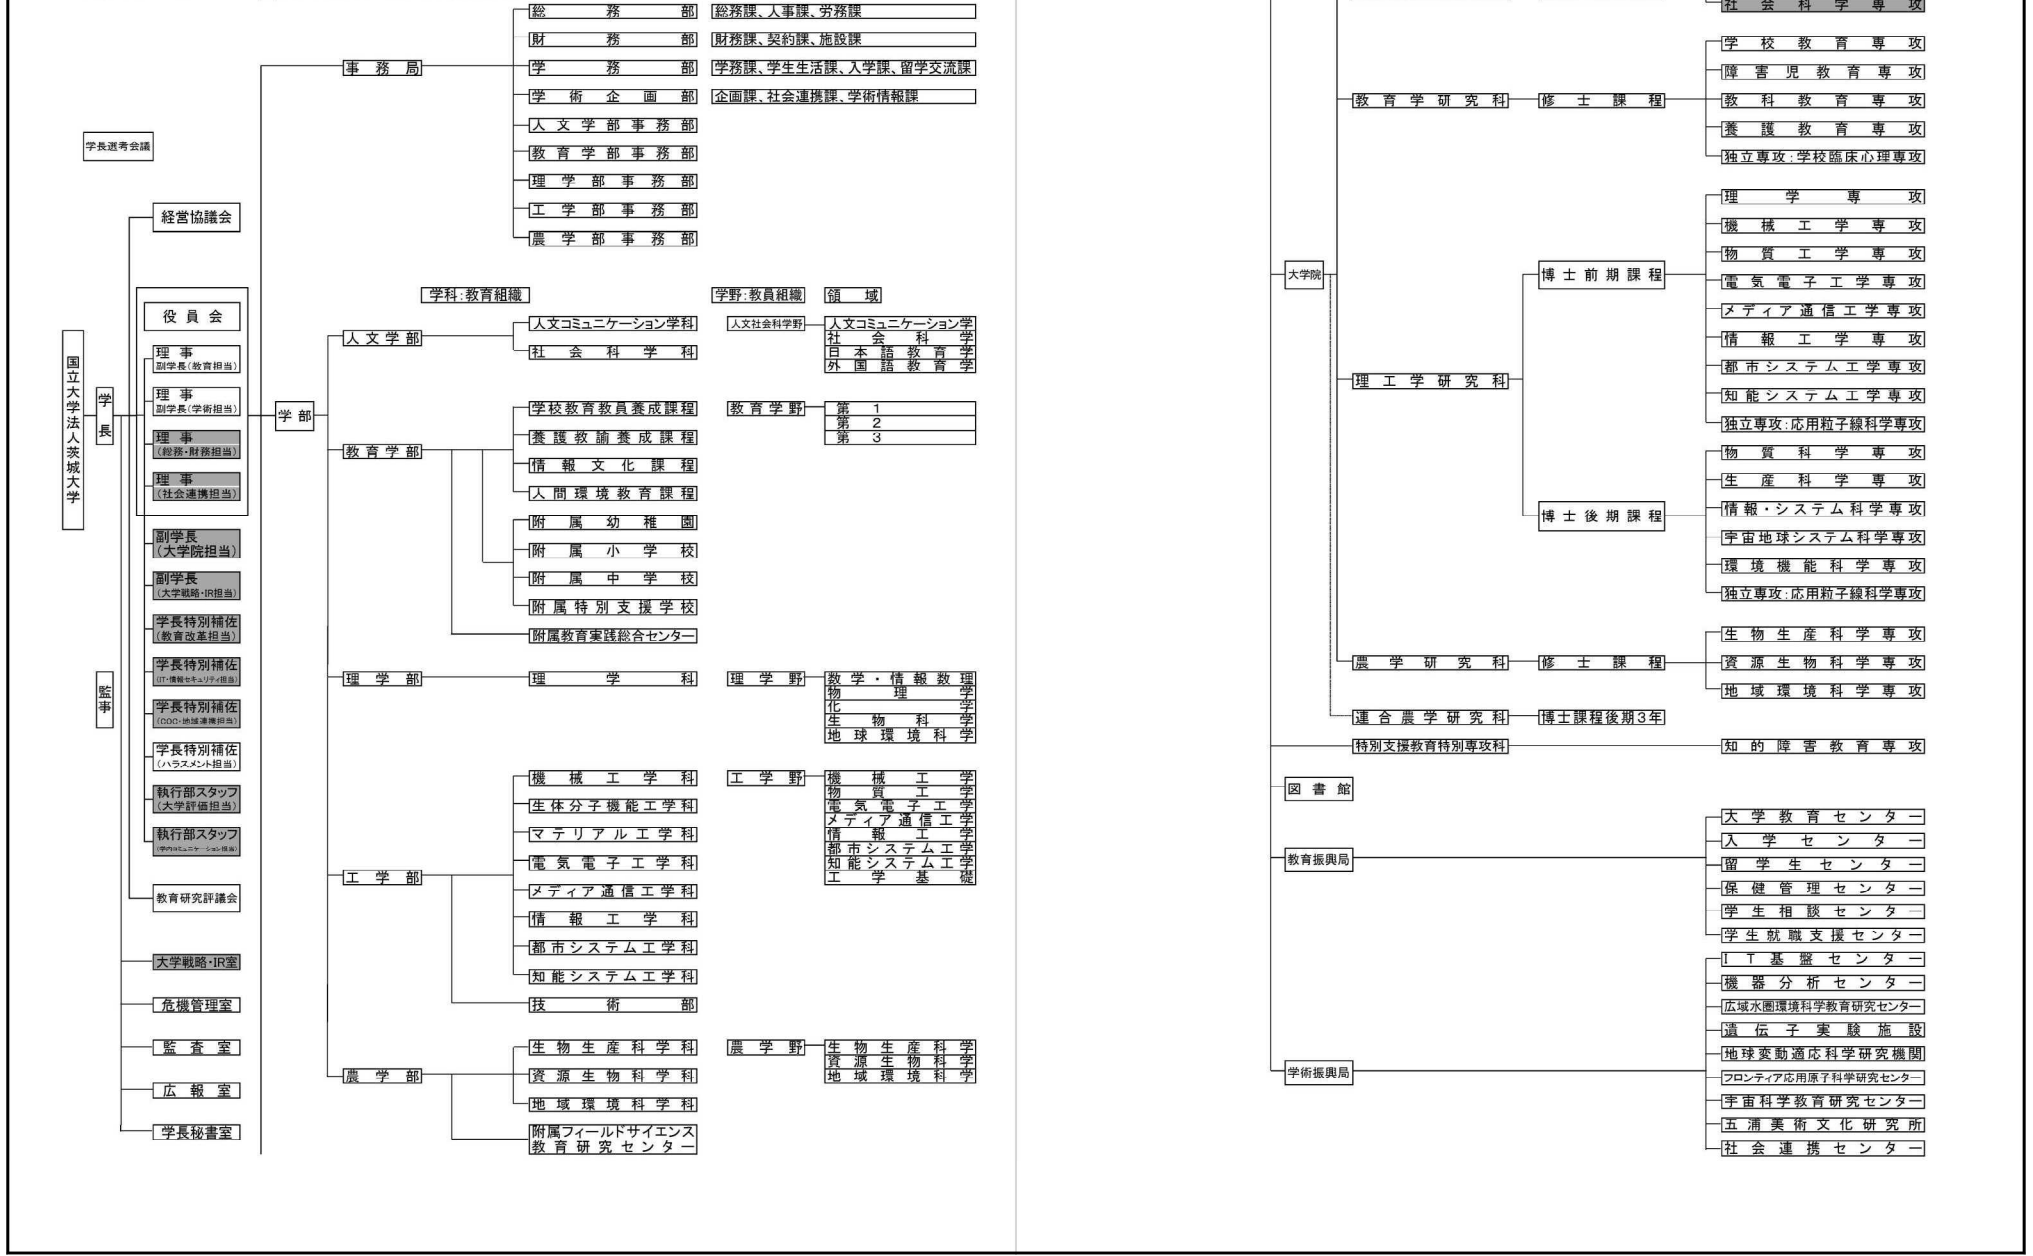 総務部 総務課、人事課、労務課
財務部 財務課、契約課、施設課
事務局 学務部 学務課、学生生活課、入学課、留学交流課
学術企画部 企画課、社会連携課、学術情報課
人文学部事務部
教育学部事務部
理学部事務部
工学部事務部
農学部事務部
学長選考会議
経営協議会
役員会
理事
副学長(教育担当)
理事
副学長(学術担当)
理事
(総務・財務担当)
理事
(社会連携担当)
国立大学法人茨城大学
学長
監事
副学長
(大学院担当)
副学長
(大学戦略・IR担当)
学長特別補佐
(教育改革担当)
学長特別補佐
(IT・情報セキュリティ担当)
学長特別補佐
(COC・地域連携担当)
学長特別補佐
(ハラスメント担当)
執行部スタッフ
(大学評価担当)
執行部スタッフ
(学内コミュニケーション担当)
教育研究評議会
大学戦略・IR室
危機管理室
監査室
広報室
学長秘書室
学科:教育組織 学野:教員組織 領域
学部
人文学部
人文コミュニケーション学科
社会科学科
人文社会科学野
人文コミュニケーション学
社会科学
日本語教育学
外国語教育学
教育学部
学校教育教員養成課程
養護教諭養成課程
情報文化課程
人間環境教育課程
附属幼稚園
附属小学校
附属中学校
附属特別支援学校
附属教育実践総合センター
教育学野
第1
第2
第3
理学部
理学科
理学野
数学・情報数理
物理学
化学
生物科学
地球環境科学
工学部
機械工学科
生体分子機能工学科
マテリアル工学科
電気電子工学科
メディア通信工学科
情報工学科
都市システム工学科
知能システム工学科
技術部
工学野
機械工学
物質工学
電気電子工学
メディア通信工学
情報工学
都市システム工学
知能システム工学
工学基礎
農学部
生物生産科学科
資源生物科学科
地域環境科学科
附属フィールドサイエンス
教育研究センター
農学野
生物生産科学
資源生物科学
地域環境科学
社会科学専攻
大学院
教育学研究科 修士課程
学校教育専攻
障害児教育専攻
教科教育専攻
養護教育専攻
独立専攻:学校臨床心理専攻
理工学研究科
博士前期課程
理学専攻
機械工学専攻
物質工学専攻
電気電子工学専攻
メディア通信工学専攻
情報工学専攻
都市システム工学専攻
知能システム工学専攻
独立専攻:応用粒子線科学専攻
博士後期課程
物質科学専攻
生産科学専攻
情報・システム科学専攻
宇宙地球システム科学専攻
環境機能科学専攻
独立専攻:応用粒子線科学専攻
農学研究科 修士課程
生物生産科学専攻
資源生物科学専攻
地域環境科学専攻
連合農学研究科 博士課程後期3年
特別支援教育特別専攻科 知的障害教育専攻
図書館
教育振興局
大学教育センター
入学センター
留学生センター
保健管理センター
学生相談センター
学生就職支援センター
学術振興局
IT基盤センター
機器分析センター
広域水圏環境科学教育研究センター
遺伝子実験施設
地球変動適応科学研究機関
フロンティア応用原子科学研究センター
宇宙科学教育研究センター
五浦美術文化研究所
社会連携センター